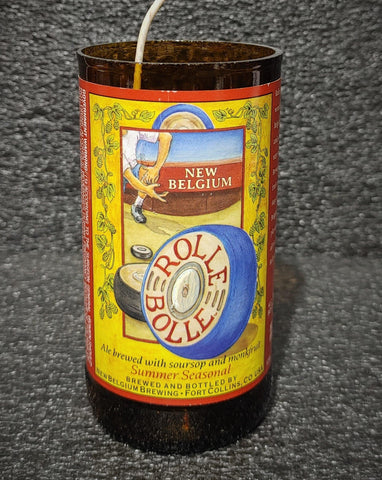 NEW
BELGIUM
ROLLE
BOLLE
Ale brewed with soursop and monkfruit
Summer Seasonal
BREWED AND BOTTLED BY
NEW BELGIUM BREWING • FORT COLLINS, CO USA